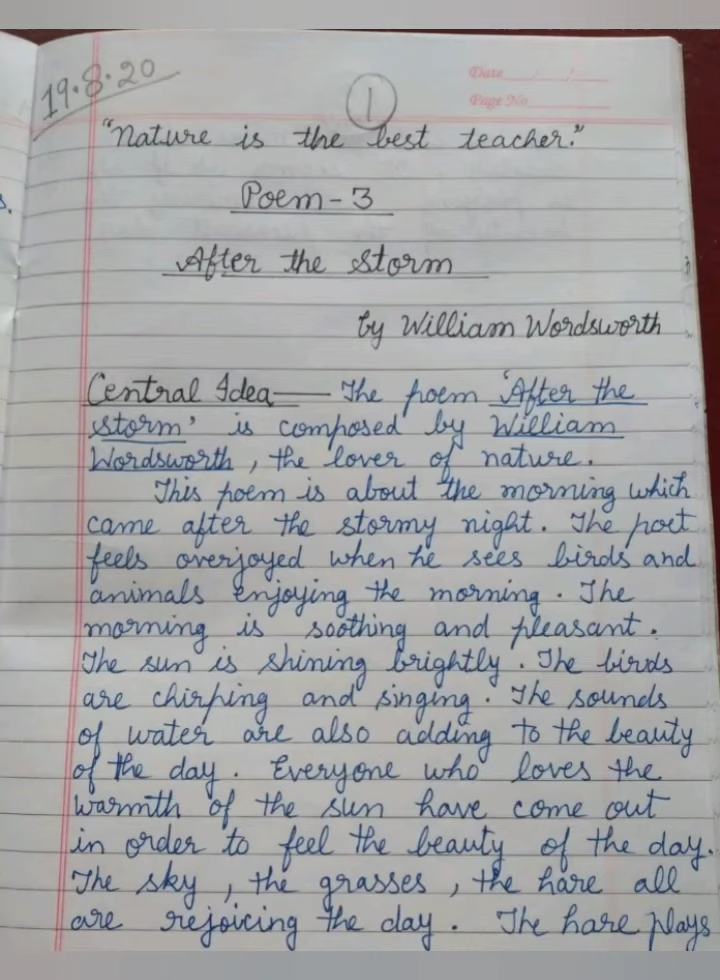 19.8.20
1
Date / /
Page No
"Nature is the best teacher."
Poem - 3
After the storm
by William Wordsworth
Central Idea — The poem 'After the
storm' is composed by William
Wordsworth, the lover of nature.
This poem is about the morning which
came after the stormy night. The poet
feels overjoyed when he sees birds and
animals enjoying the morning. The
morning is soothing and pleasant.
The sun is shining brightly. The birds
are chirping and singing. The sounds
of water are also adding to the beauty
of the day. Everyone who loves the
warmth of the sun have come out
in order to feel the beauty of the day.
The sky, the grasses, the hare all
are rejoicing the day. The hare plays